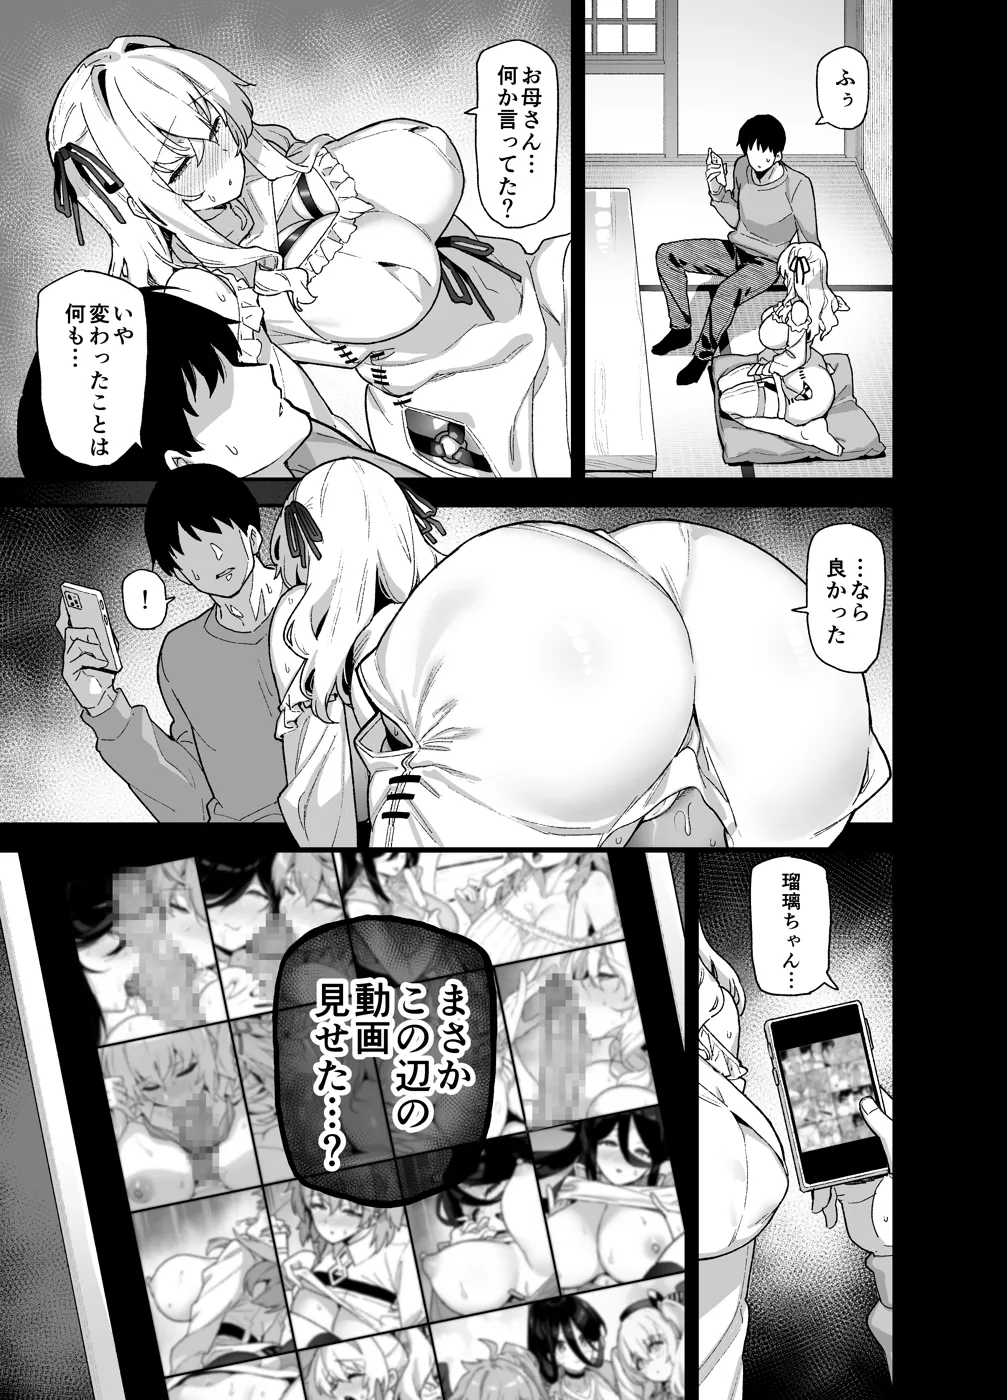 ふぅ
お母さん…
何か言ってた?
いや
変わったことは
何も…
…なら
良かった
!
瑠璃ちゃん…
まさか
この辺の
動画
見せた…?